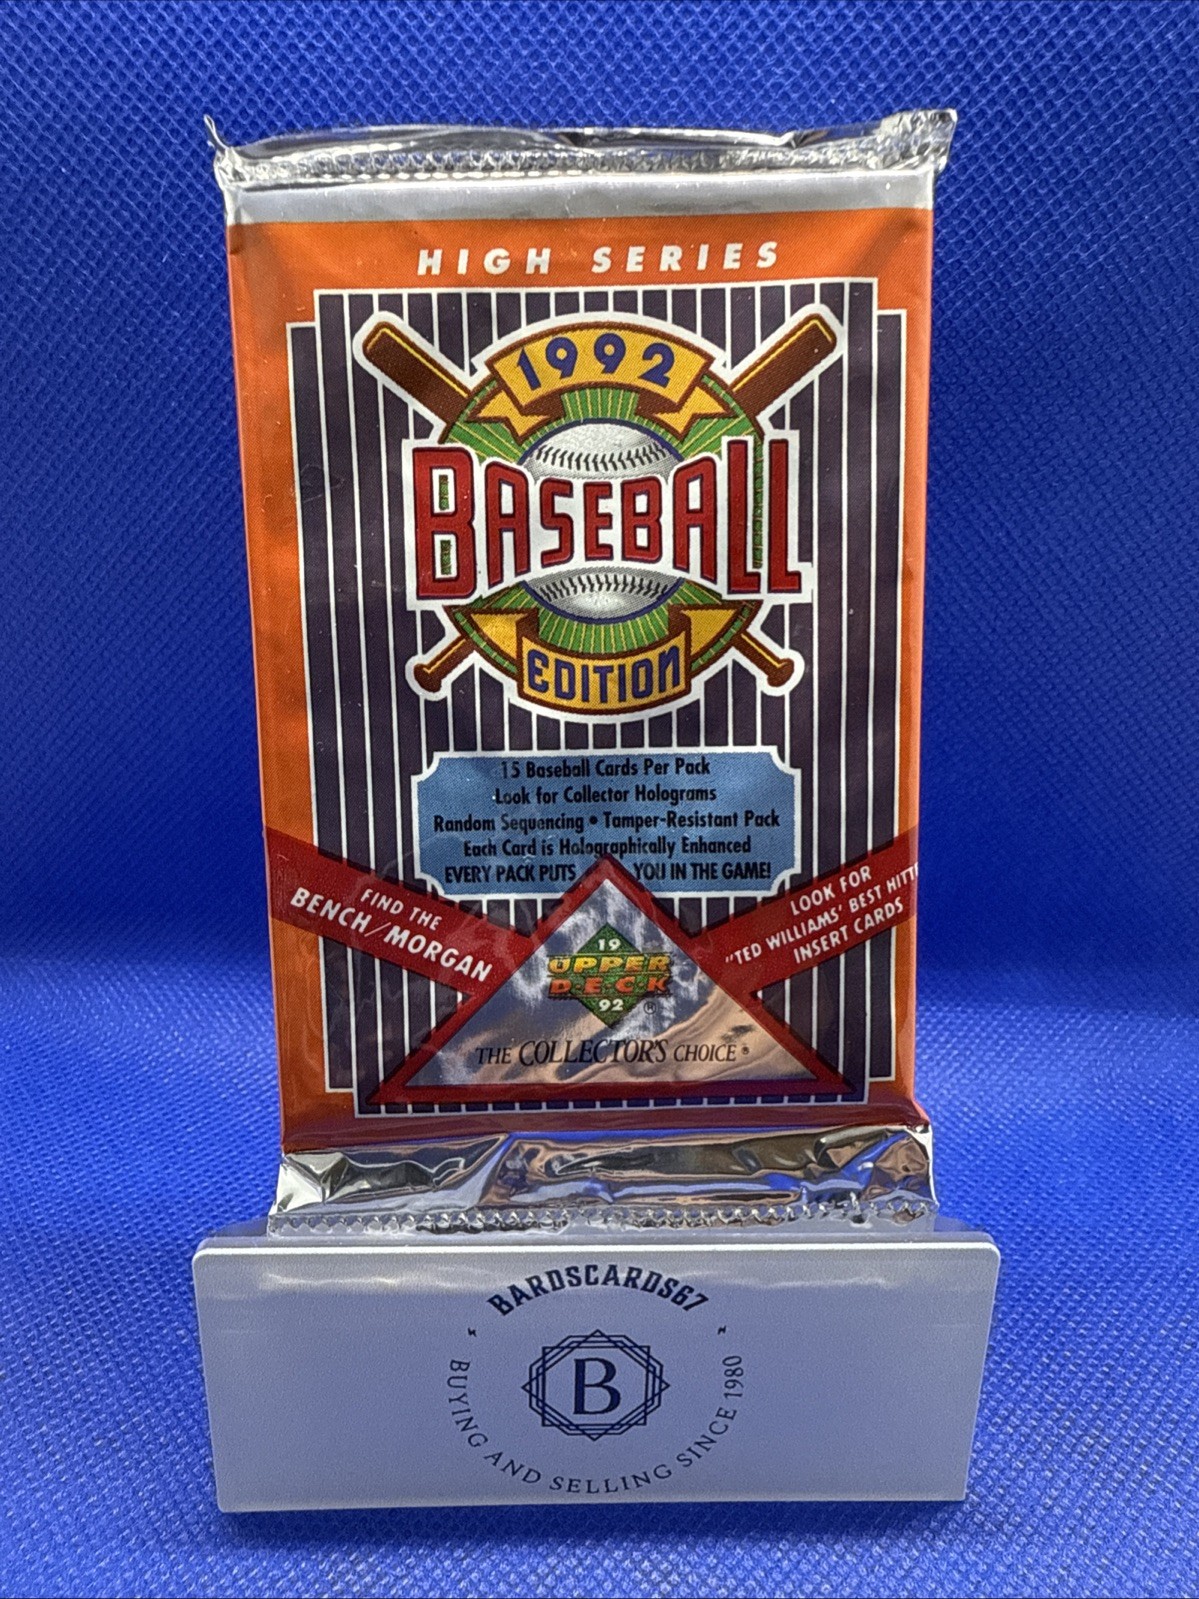 HIGH SERIES
1992
BASEBALL
EDITION
15 Baseball Cards Per Pack
Look for Collector Holograms
Random Sequencing • Tamper-Resistant Pack
Each Card is Holographically Enhanced
EVERY PACK PUTS YOU IN THE GAME!
FIND THE
BENCH/MORGAN
LOOK FOR
"TED WILLIAMS' BEST HITTE
INSERT CARDS
19
UPPER
D·E·C·K
92 ®
THE COLLECTOR'S CHOICE ®
BARDSCARDS67
B
BUYING AND SELLING SINCE 1980